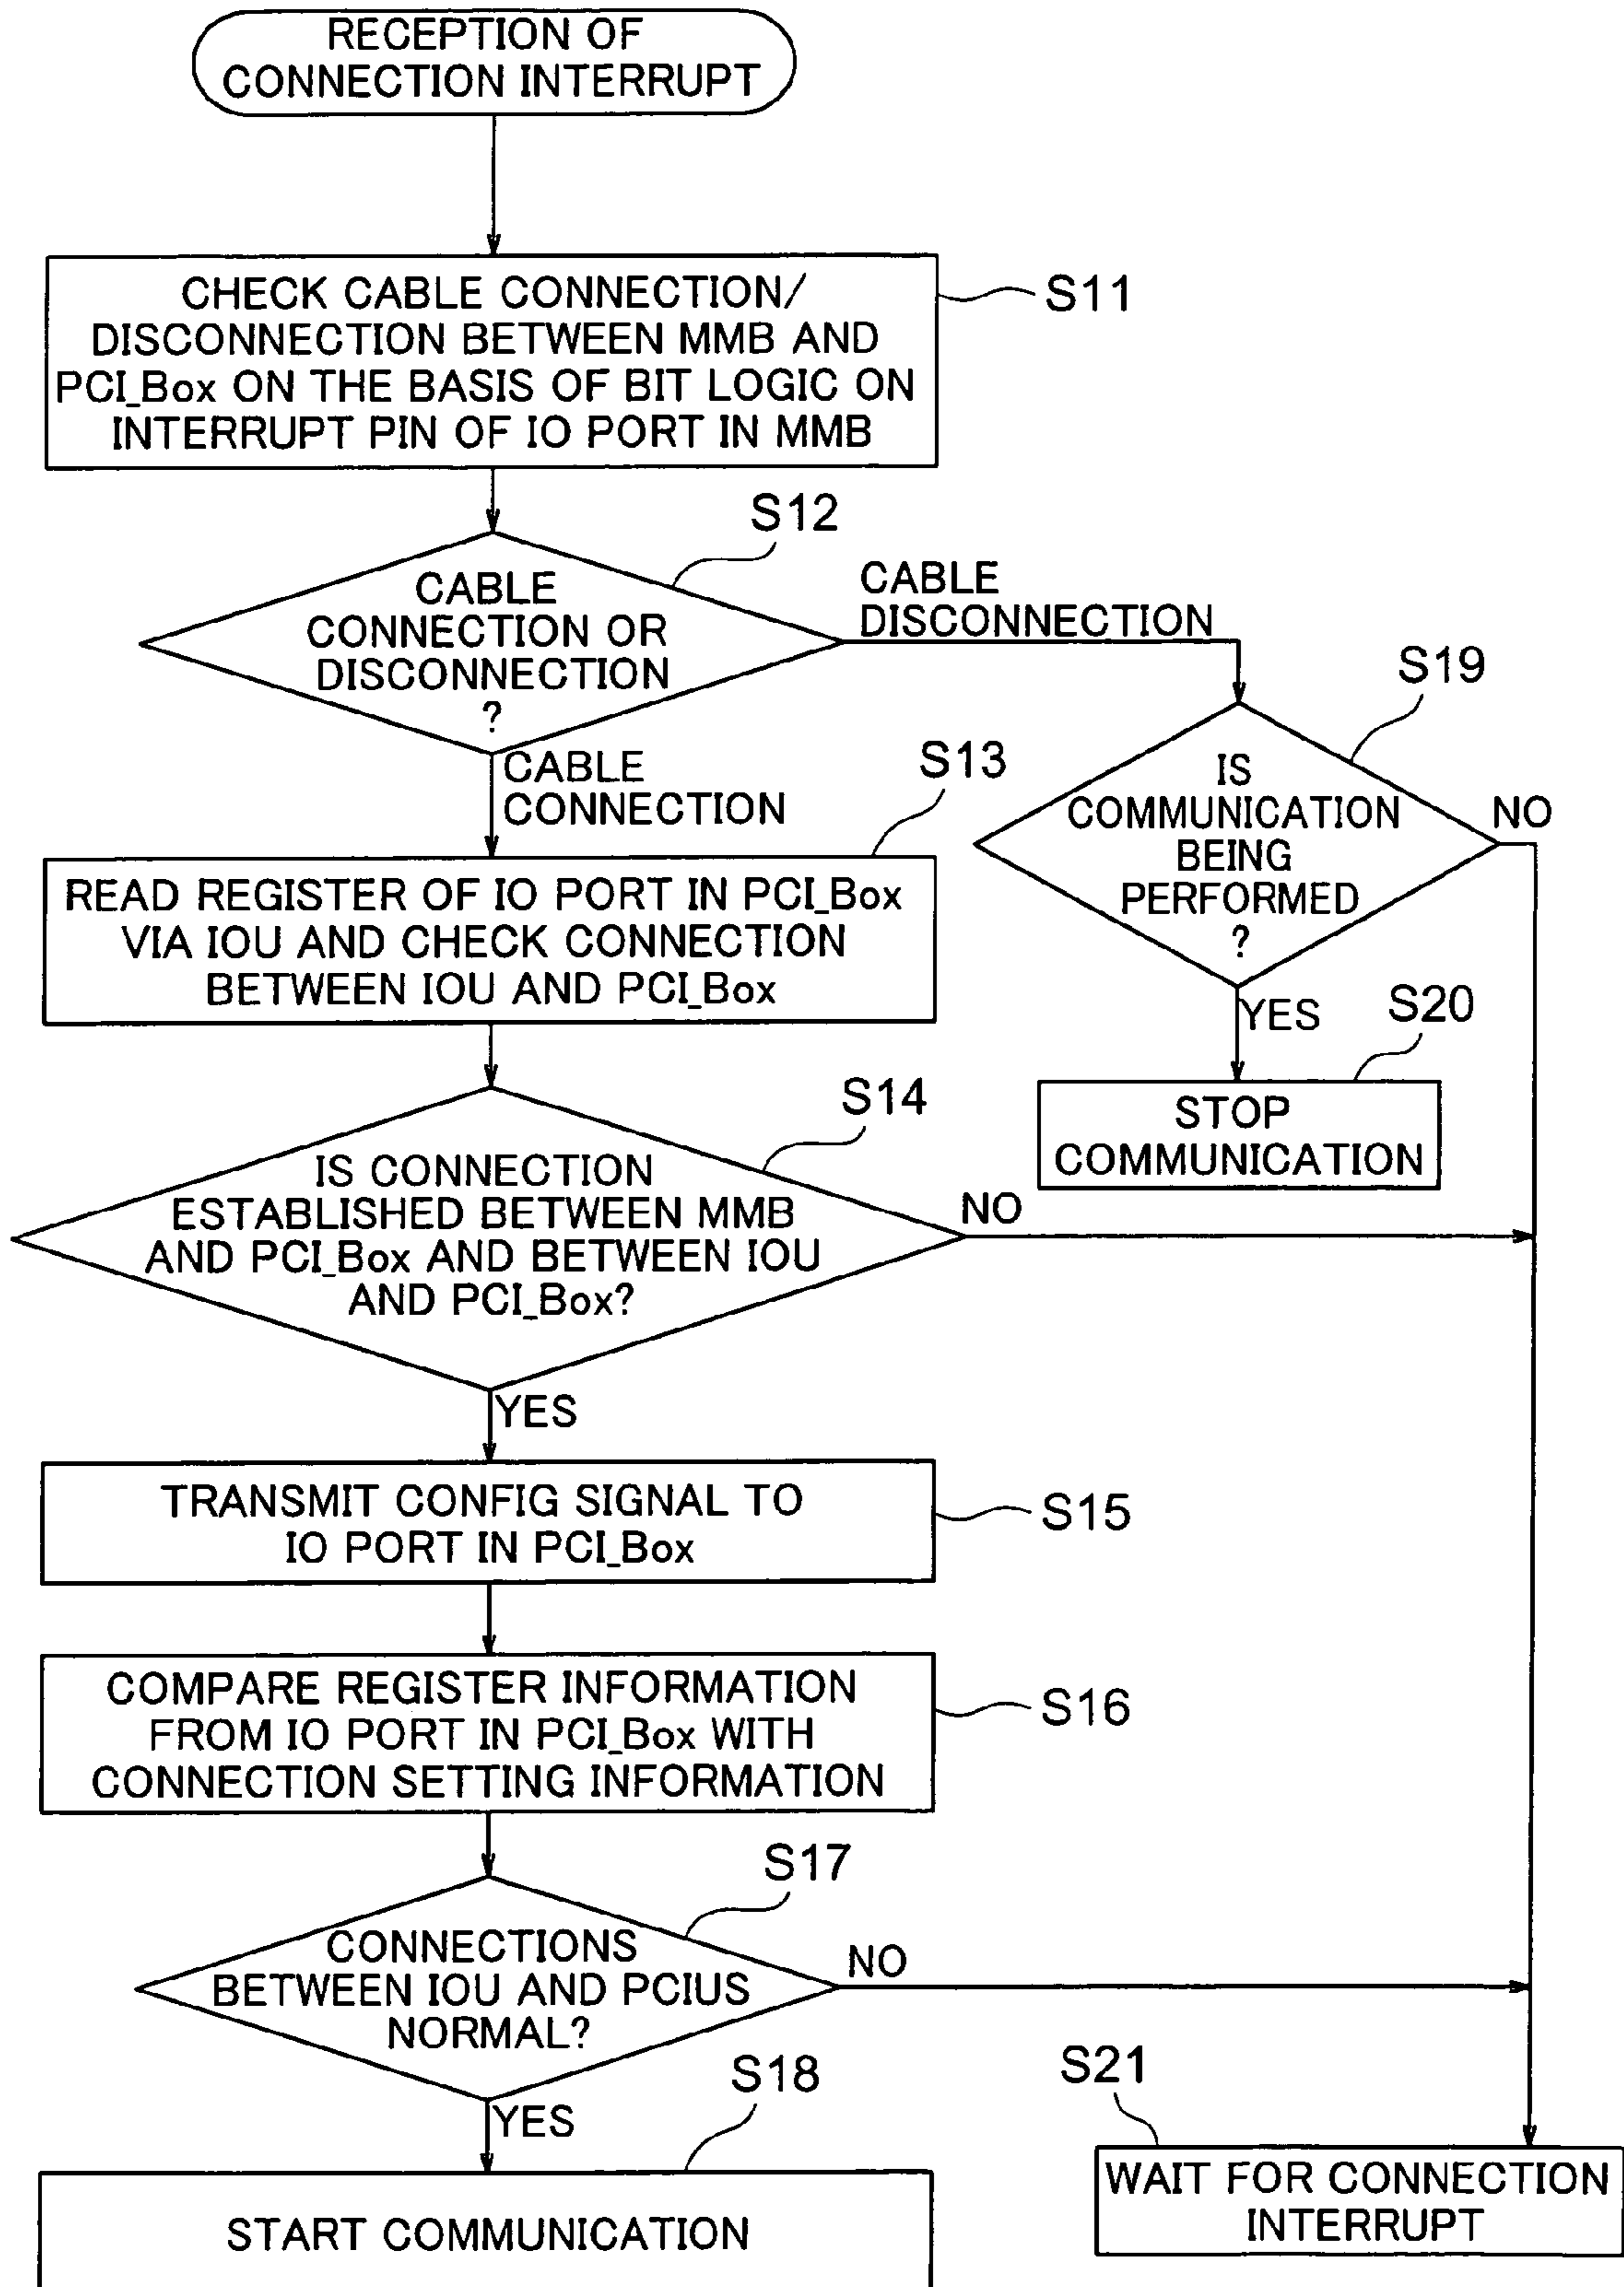 RECEPTION OF
CONNECTION INTERRUPT
CHECK CABLE CONNECTION/
DISCONNECTION BETWEEN MMB AND
PCI_Box ON THE BASIS OF BIT LOGIC ON
INTERRUPT PIN OF IO PORT IN MMB
S11
S12
CABLE
CONNECTION OR
DISCONNECTION
?
CABLE
DISCONNECTION
CABLE
CONNECTION
S19
IS
COMMUNICATION
BEING
PERFORMED
?
NO
YES
S20
STOP
COMMUNICATION
S13
READ REGISTER OF IO PORT IN PCI_Box
VIA IOU AND CHECK CONNECTION
BETWEEN IOU AND PCI_Box
S14
IS CONNECTION
ESTABLISHED BETWEEN MMB
AND PCI_Box AND BETWEEN IOU
AND PCI_Box?
NO
YES
TRANSMIT CONFIG SIGNAL TO
IO PORT IN PCI_Box
S15
COMPARE REGISTER INFORMATION
FROM IO PORT IN PCI_Box WITH
CONNECTION SETTING INFORMATION
S16
S17
CONNECTIONS
BETWEEN IOU AND PCIUS
NORMAL?
NO
YES
S18
START COMMUNICATION
S21
WAIT FOR CONNECTION
INTERRUPT